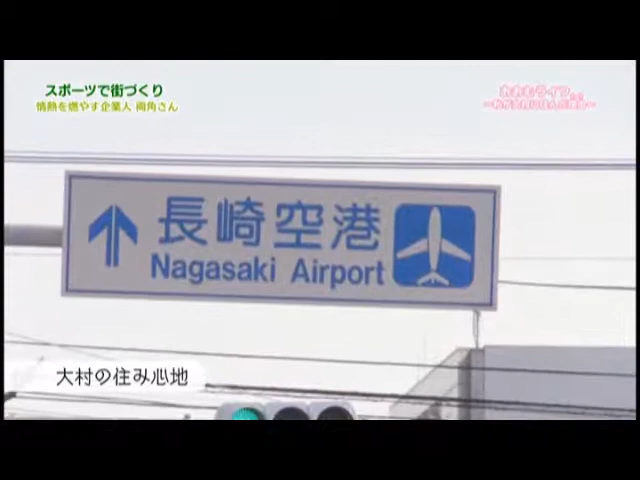 スポーツで街づくり
情熱を燃やす企業人 両角さん
長崎空港
Nagasaki Airport
大村の住み心地